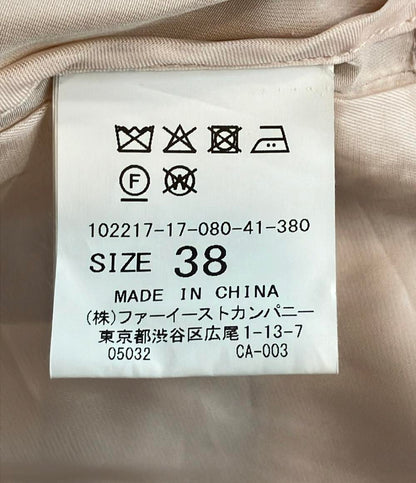 F W
102217-17-080-41-380
SIZE 38
MADE IN CHINA
(株)ファーイーストカンパニー
東京都渋谷区広尾1-13-7
05032 CA-003